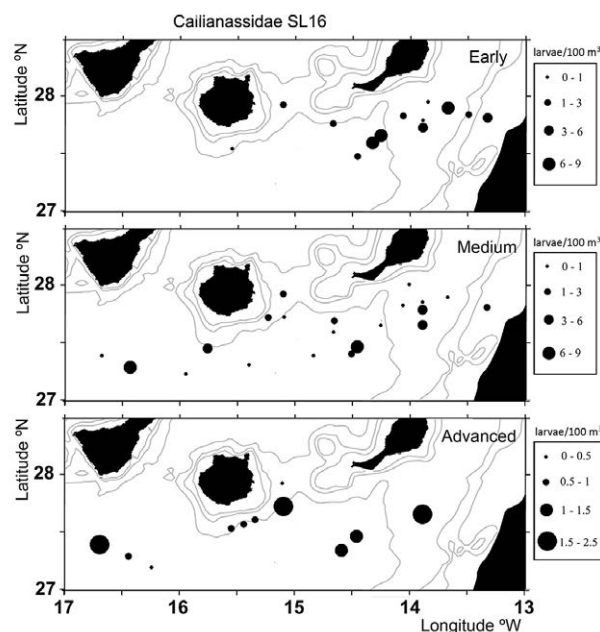 Callianassidae SL16
Latitude ºN
28
27
Early
larvae/100 m³
0 - 1
1 - 3
3 - 6
6 - 9
Latitude ºN
28
27
Medium
larvae/100 m³
0 - 1
1 - 3
3 - 6
6 - 9
Latitude ºN
28
27
Advanced
larvae/100 m³
0 - 0.5
0.5 - 1
1 - 1.5
1.5 - 2.5
17 16 15 14 13
Longitude ºW